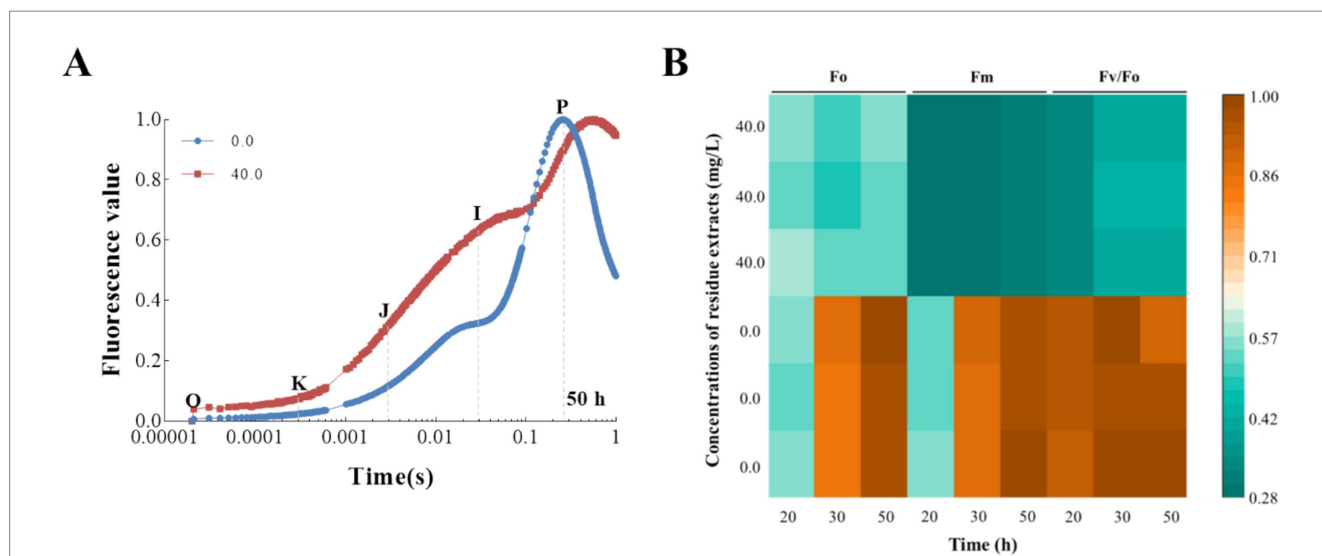 A
Fluorescence value
1.0
0.8
0.6
0.4
0.2
0.0
0.0
40.0
O
K
J
I
P
50 h
0.00001 0.0001 0.001 0.01 0.1 1
Time(s)
B
Fo Fm Fv/Fo
Concentrations of residue extracts (mg/L)
40.0
40.0
40.0
0.0
0.0
0.0
20 30 50 20 30 50 20 30 50
Time (h)
1.00
0.86
0.71
0.57
0.42
0.28